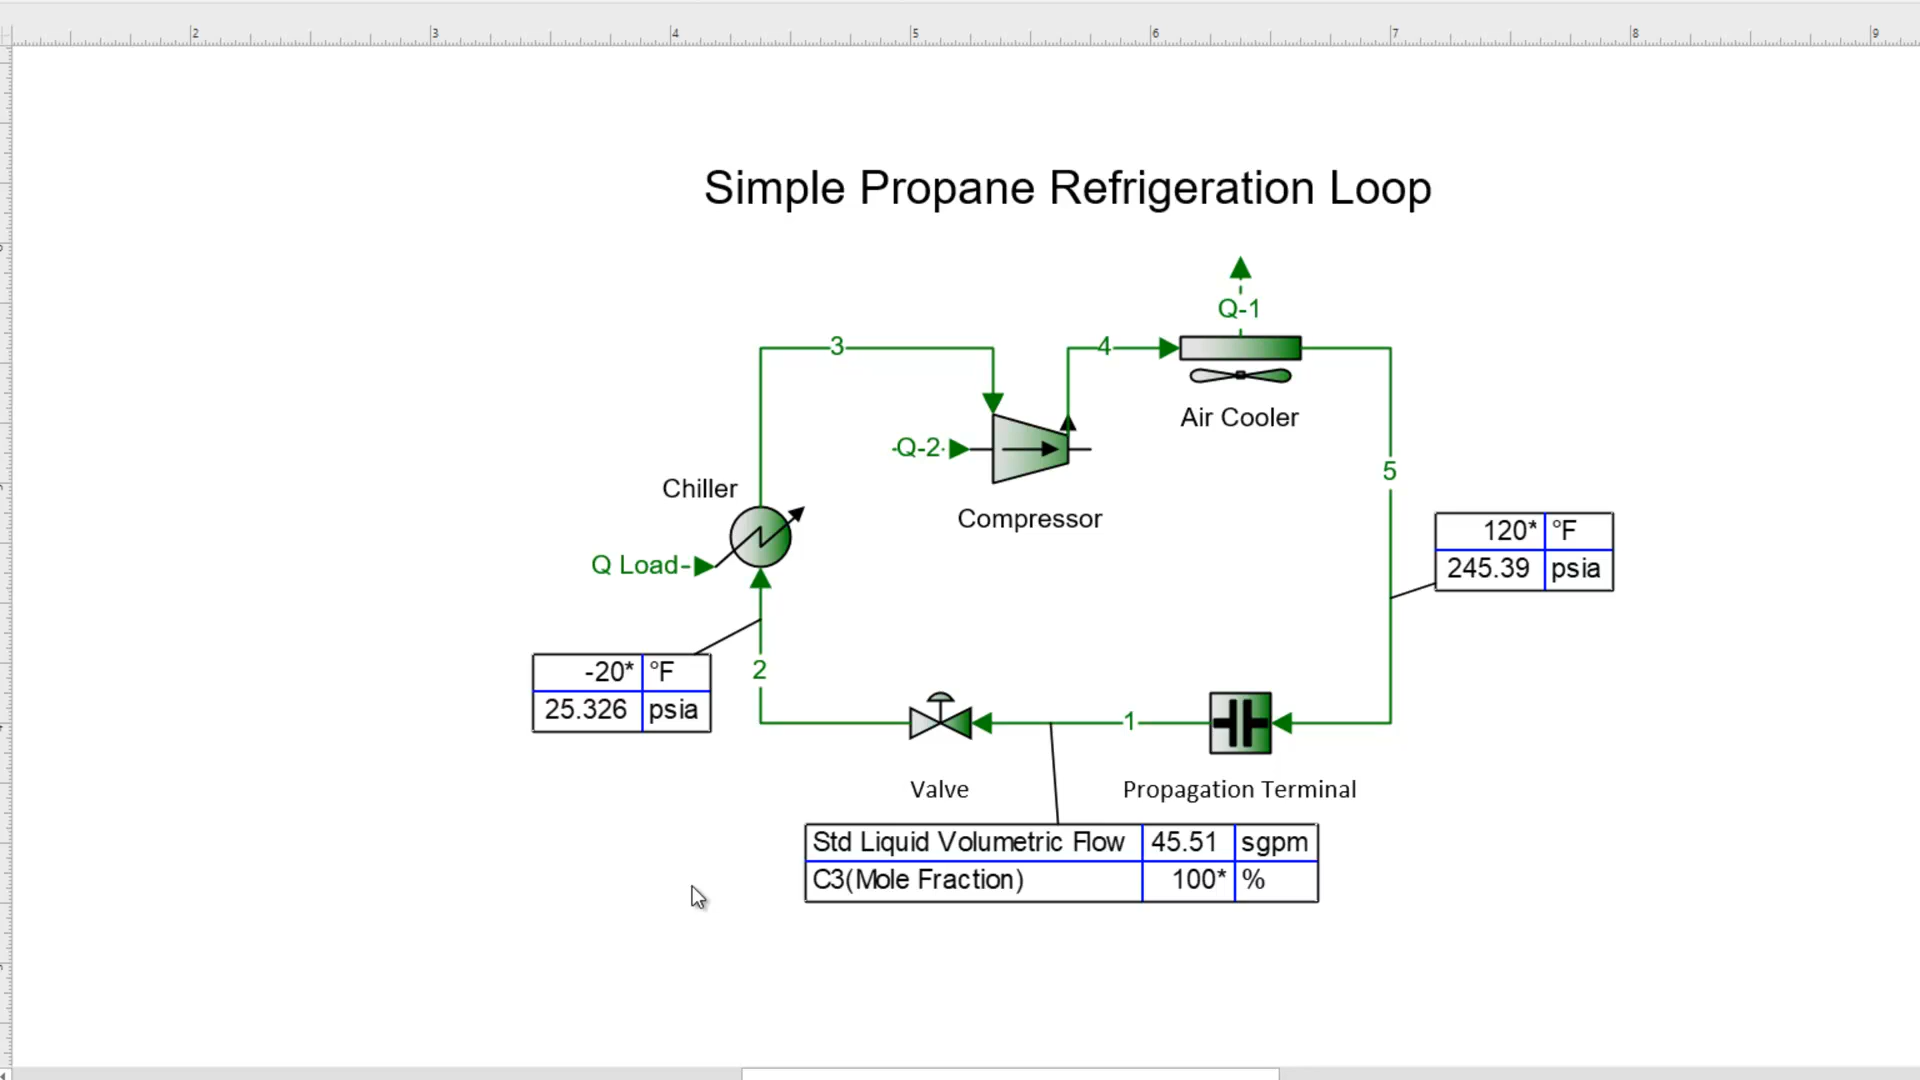 2 3 4 5 6 7 8 9
Simple Propane Refrigeration Loop
Q-1
3
4
Air Cooler
Q-2
5
Chiller
Compressor
Q Load
120* °F
245.39 psia
-20* °F
25.326 psia
2
1
Valve
Propagation Terminal
Std Liquid Volumetric Flow 45.51 sgpm
C3(Mole Fraction) 100* %